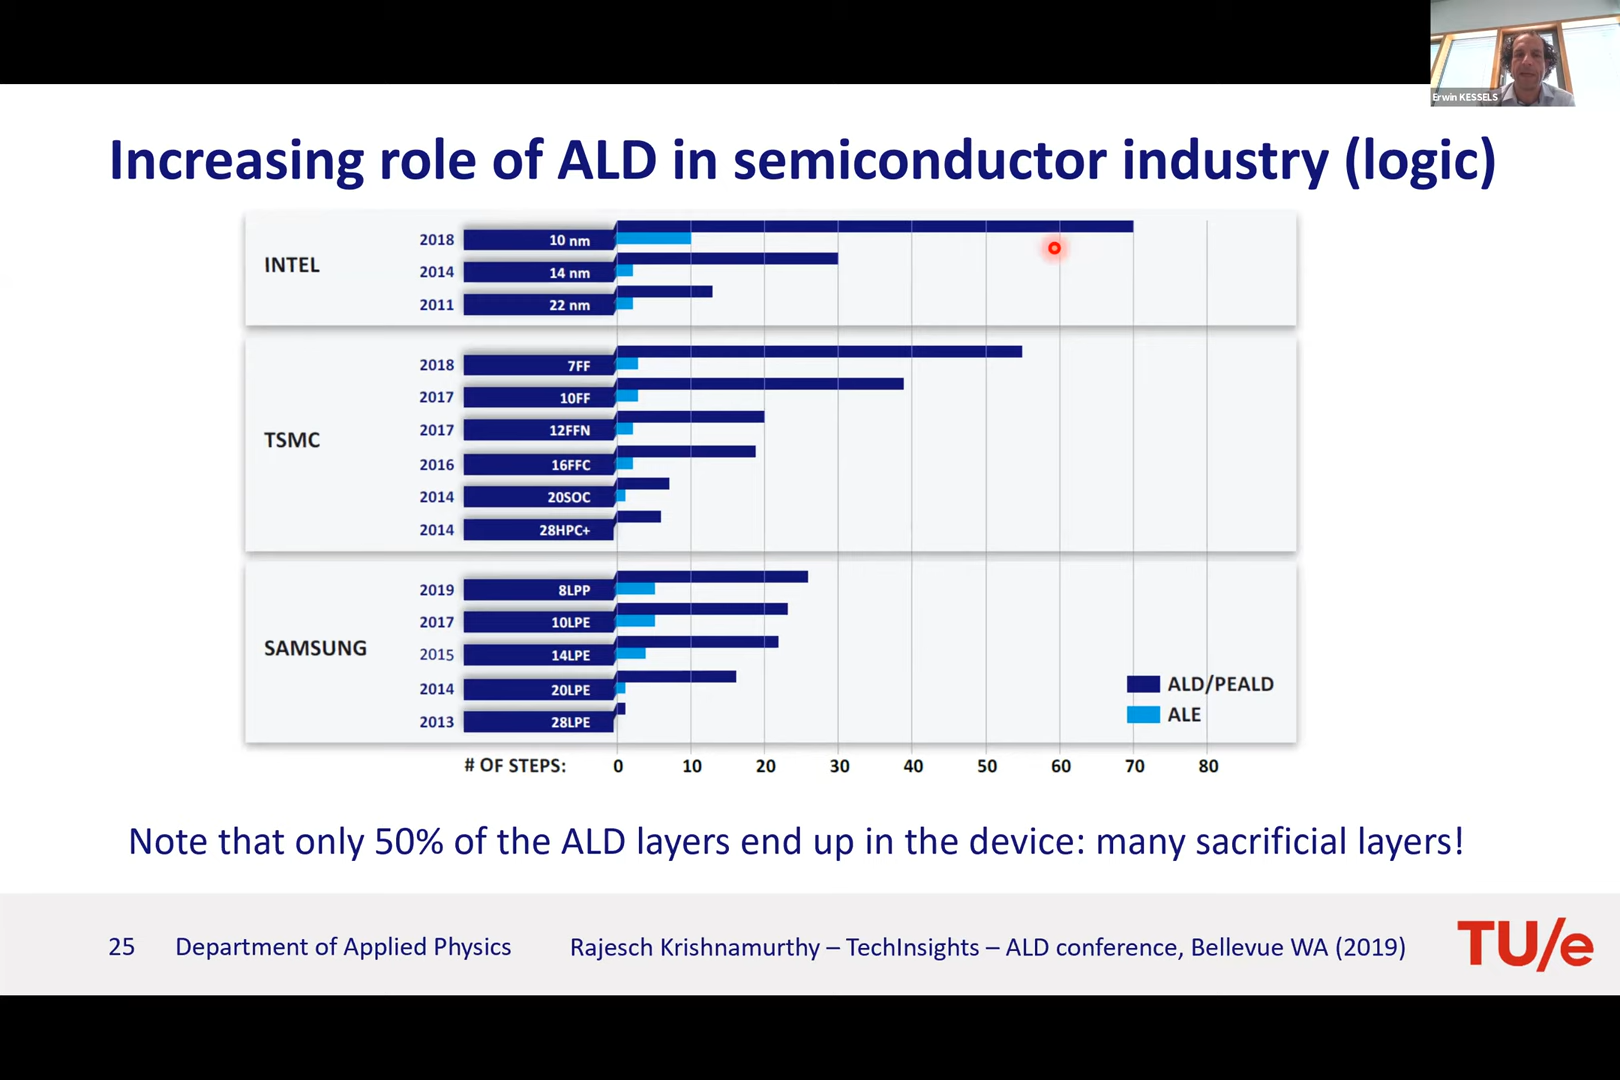 Erwin KESSELS
Increasing role of ALD in semiconductor industry (logic)
INTEL
2018 10 nm
2014 14 nm
2011 22 nm
TSMC
2018 7FF
2017 10FF
2017 12FFN
2016 16FFC
2014 20SOC
2014 28HPC+
SAMSUNG
2019 8LPP
2017 10LPE
2015 14LPE
2014 20LPE
2013 28LPE
ALD/PEALD
ALE
# OF STEPS: 0 10 20 30 40 50 60 70 80
Note that only 50% of the ALD layers end up in the device: many sacrificial layers!
25 Department of Applied Physics Rajesch Krishnamurthy – TechInsights – ALD conference, Bellevue WA (2019)
TU/e